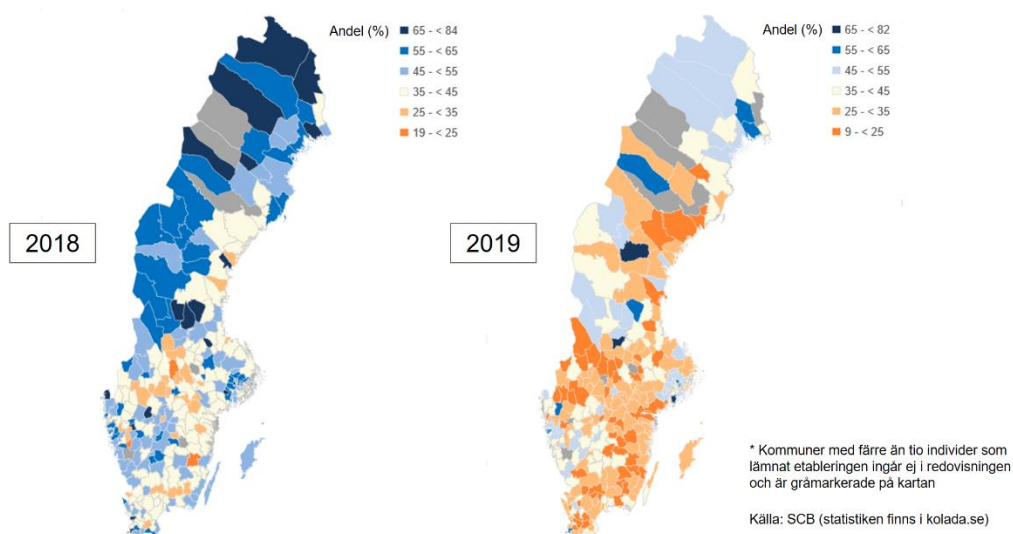 Andel (%)
65 - < 84
55 - < 65
45 - < 55
35 - < 45
25 - < 35
19 - < 25
2018
Andel (%)
65 - < 82
55 - < 65
45 - < 55
35 - < 45
25 - < 35
9 - < 25
2019
* Kommuner med färre än tio individer som
lämnat etableringen ingår ej i redovisningen
och är gråmarkerade på kartan
Källa: SCB (statistiken finns i kolada.se)